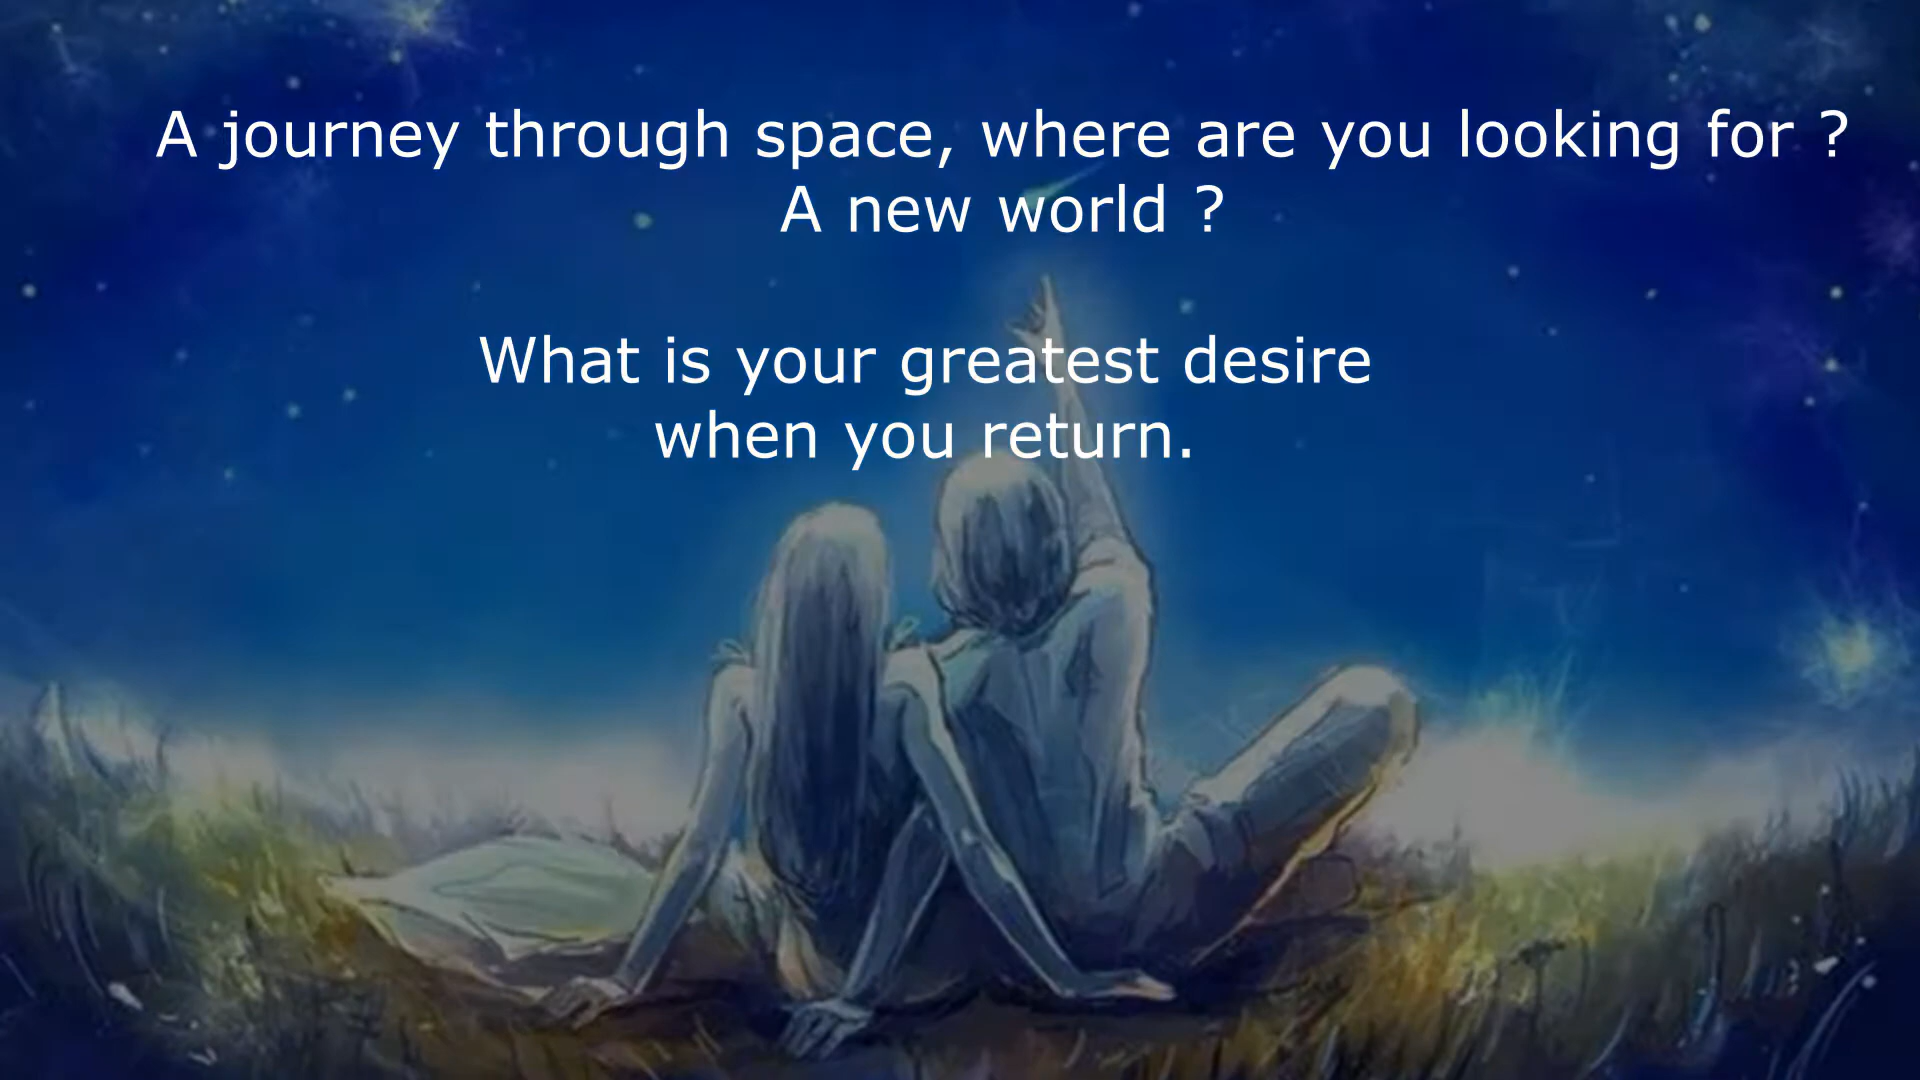 A journey through space, where are you looking for ?
A new world ?
What is your greatest desire
when you return.